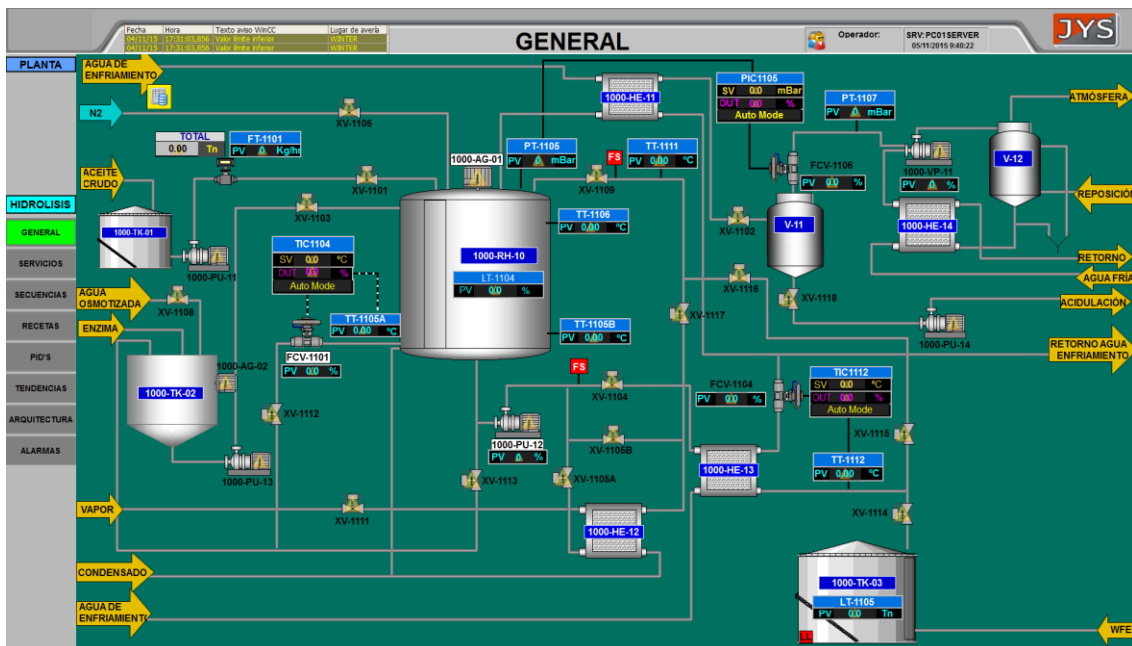 Fecha Hora Texto aviso WinCC Lugar de avería
04/11/15 17:31:03,856 Valor límite inferior WINTER
04/11/15 17:31:03,856 Valor límite inferior WINTER
GENERAL
Operador:
SRV: PC01SERVER
05/11/2015 9:40:22
JYS
PLANTA
HIDROLISIS
GENERAL
SERVICIOS
SECUENCIAS
RECETAS
PID'S
TENDENCIAS
ARQUITECTURA
ALARMAS
AGUA DE
ENFRIAMIENTO
N2
XV-1106
TOTAL
0.00 Tn
FT-1101
PV Kg/hr
ACEITE
CRUDO
XV-1101
XV-1103
1000-TK-01
1000-PU-11
AGUA
OSMOTIZADA
XV-1108
ENZIMA
1000-TK-02
1000-AG-02
1000-PU-13
TIC1104
SV 0.0 ºC
OUT %
Auto Mode
TT-1105A
PV 0.00 ºC
FCV-1101
PV 0.0 %
XV-1112
VAPOR
XV-1111
CONDENSADO
AGUA DE
ENFRIAMIENTO
1000-AG-01
PT-1105
PV mBar
1000-HE-11
XV-1109
FS
TT-1111
PV 0.00 ºC
TT-1106
PV 0.00 ºC
1000-RH-10
LT-1104
PV 0.0 %
TT-1105B
PV 0.00 ºC
FS
XV-1104
1000-PU-12
PV %
XV-1113
XV-1105B
XV-1105A
1000-HE-12
XV-1117
PIC1105
SV 0.0 mBar
OUT %
Auto Mode
FCV-1106
PV 0.0 %
PT-1107
PV mBar
1000-VP-11
PV %
V-12
ATMÓSFERA
REPOSICIÓN
1000-HE-14
RETORNO
AGUA FRÍA
XV-1102
V-11
XV-1116
XV-1118
ACIDULACIÓN
1000-PU-14
RETORNO AGUA
ENFRIAMIENTO
FCV-1104
PV 0.0 %
TIC1112
SV 0.0 ºC
OUT %
Auto Mode
XV-1115
1000-HE-13
TT-1112
PV 0.00 ºC
XV-1114
1000-TK-03
LT-1105
PV 0.0 Tn
LL
WFE